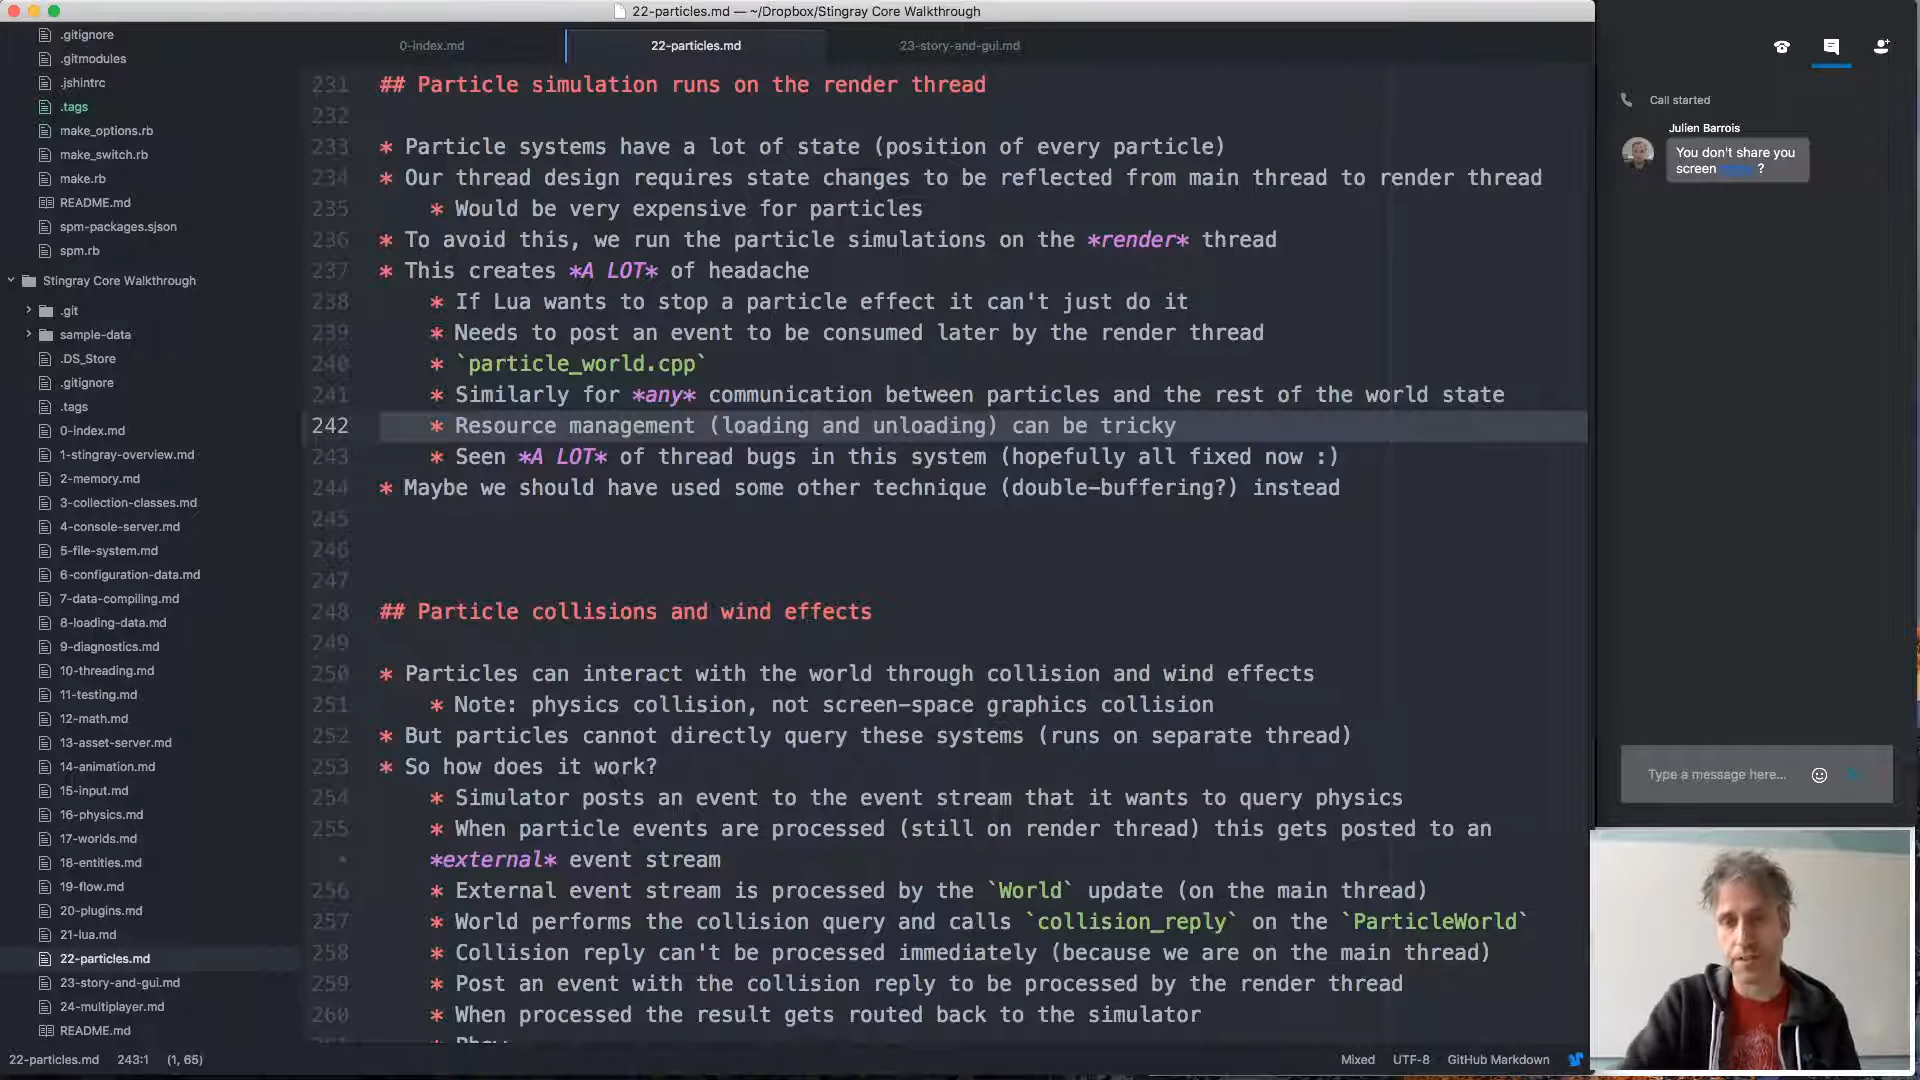 22-particles.md — ~/Dropbox/Stingray Core Walkthrough
.gitignore
.gitmodules
.jshintrc
.tags
make_options.rb
make_switch.rb
make.rb
README.md
spm-packages.sjson
spm.rb
Stingray Core Walkthrough
.git
sample-data
.DS_Store
.gitignore
.tags
0-index.md
1-stingray-overview.md
2-memory.md
3-collection-classes.md
4-console-server.md
5-file-system.md
6-configuration-data.md
7-data-compiling.md
8-loading-data.md
9-diagnostics.md
10-threading.md
11-testing.md
12-math.md
13-asset-server.md
14-animation.md
15-input.md
16-physics.md
17-worlds.md
18-entities.md
19-flow.md
20-plugins.md
21-lua.md
22-particles.md
23-story-and-gui.md
24-multiplayer.md
README.md
0-index.md
22-particles.md
23-story-and-gui.md
231 ## Particle simulation runs on the render thread
232
233 * Particle systems have a lot of state (position of every particle)
234 * Our thread design requires state changes to be reflected from main thread to render thread
235 * Would be very expensive for particles
236 * To avoid this, we run the particle simulations on the *render* thread
237 * This creates *A LOT* of headache
238 * If Lua wants to stop a particle effect it can't just do it
239 * Needs to post an event to be consumed later by the render thread
240 * `particle_world.cpp`
241 * Similarly for *any* communication between particles and the rest of the world state
242 * Resource management (loading and unloading) can be tricky
243 * Seen *A LOT* of thread bugs in this system (hopefully all fixed now :)
244 * Maybe we should have used some other technique (double-buffering?) instead
245
246
247
248 ## Particle collisions and wind effects
249
250 * Particles can interact with the world through collision and wind effects
251 * Note: physics collision, not screen-space graphics collision
252 * But particles cannot directly query these systems (runs on separate thread)
253 * So how does it work?
254 * Simulator posts an event to the event stream that it wants to query physics
255 * When particle events are processed (still on render thread) this gets posted to an
*external* event stream
256 * External event stream is processed by the `World` update (on the main thread)
257 * World performs the collision query and calls `collision_reply` on the `ParticleWorld`
258 * Collision reply can't be processed immediately (because we are on the main thread)
259 * Post an event with the collision reply to be processed by the render thread
260 * When processed the result gets routed back to the simulator
22-particles.md 243:1 (1, 65)
Mixed UTF-8 GitHub Markdown
Call started
Julien Barrois
You don't share you
screen ?
Type a message here...